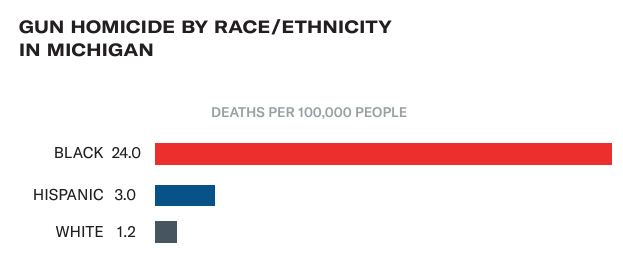 GUN HOMICIDE BY RACE/ETHNICITY
IN MICHIGAN
DEATHS PER 100,000 PEOPLE
BLACK 24.0
HISPANIC 3.0
WHITE 1.2